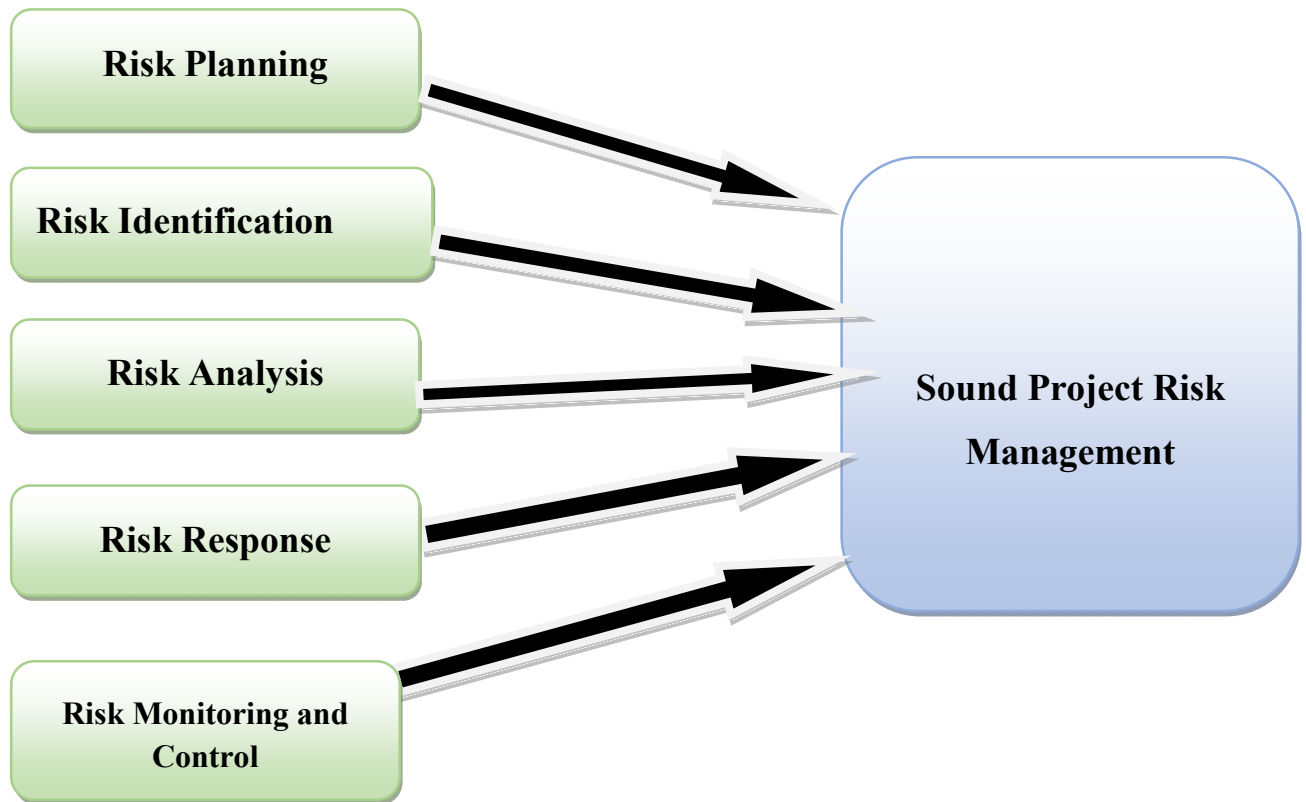 Risk Planning
Risk Identification
Risk Analysis
Sound Project Risk
Management
Risk Response
Risk Monitoring and
Control